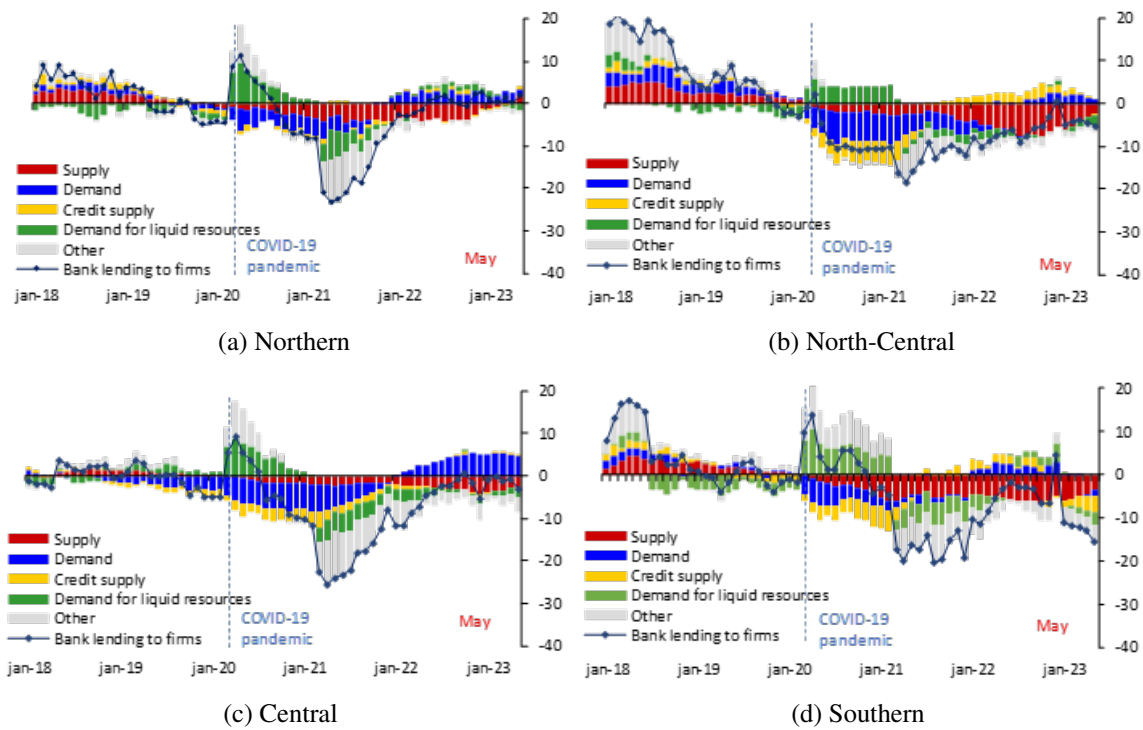 20
10
0
-10
-20
-30
-40
Supply
Demand
Credit supply
Demand for liquid resources
Other
Bank lending to firms
COVID-19
pandemic
May
jan-18 jan-19 jan-20 jan-21 jan-22 jan-23
(a) Northern
20
10
0
-10
-20
-30
-40
Supply
Demand
Credit supply
Demand for liquid resources
Other
Bank lending to firms
COVID-19
pandemic
May
jan-18 jan-19 jan-20 jan-21 jan-22 jan-23
(b) North-Central
20
10
0
-10
-20
-30
-40
Supply
Demand
Credit supply
Demand for liquid resources
Other
Bank lending to firms
COVID-19
pandemic
May
jan-18 jan-19 jan-20 jan-21 jan-22 jan-23
(c) Central
20
10
0
-10
-20
-30
-40
Supply
Demand
Credit supply
Demand for liquid resources
Other
Bank lending to firms
COVID-19
pandemic
May
jan-18 jan-19 jan-20 jan-21 jan-22 jan-23
(d) Southern